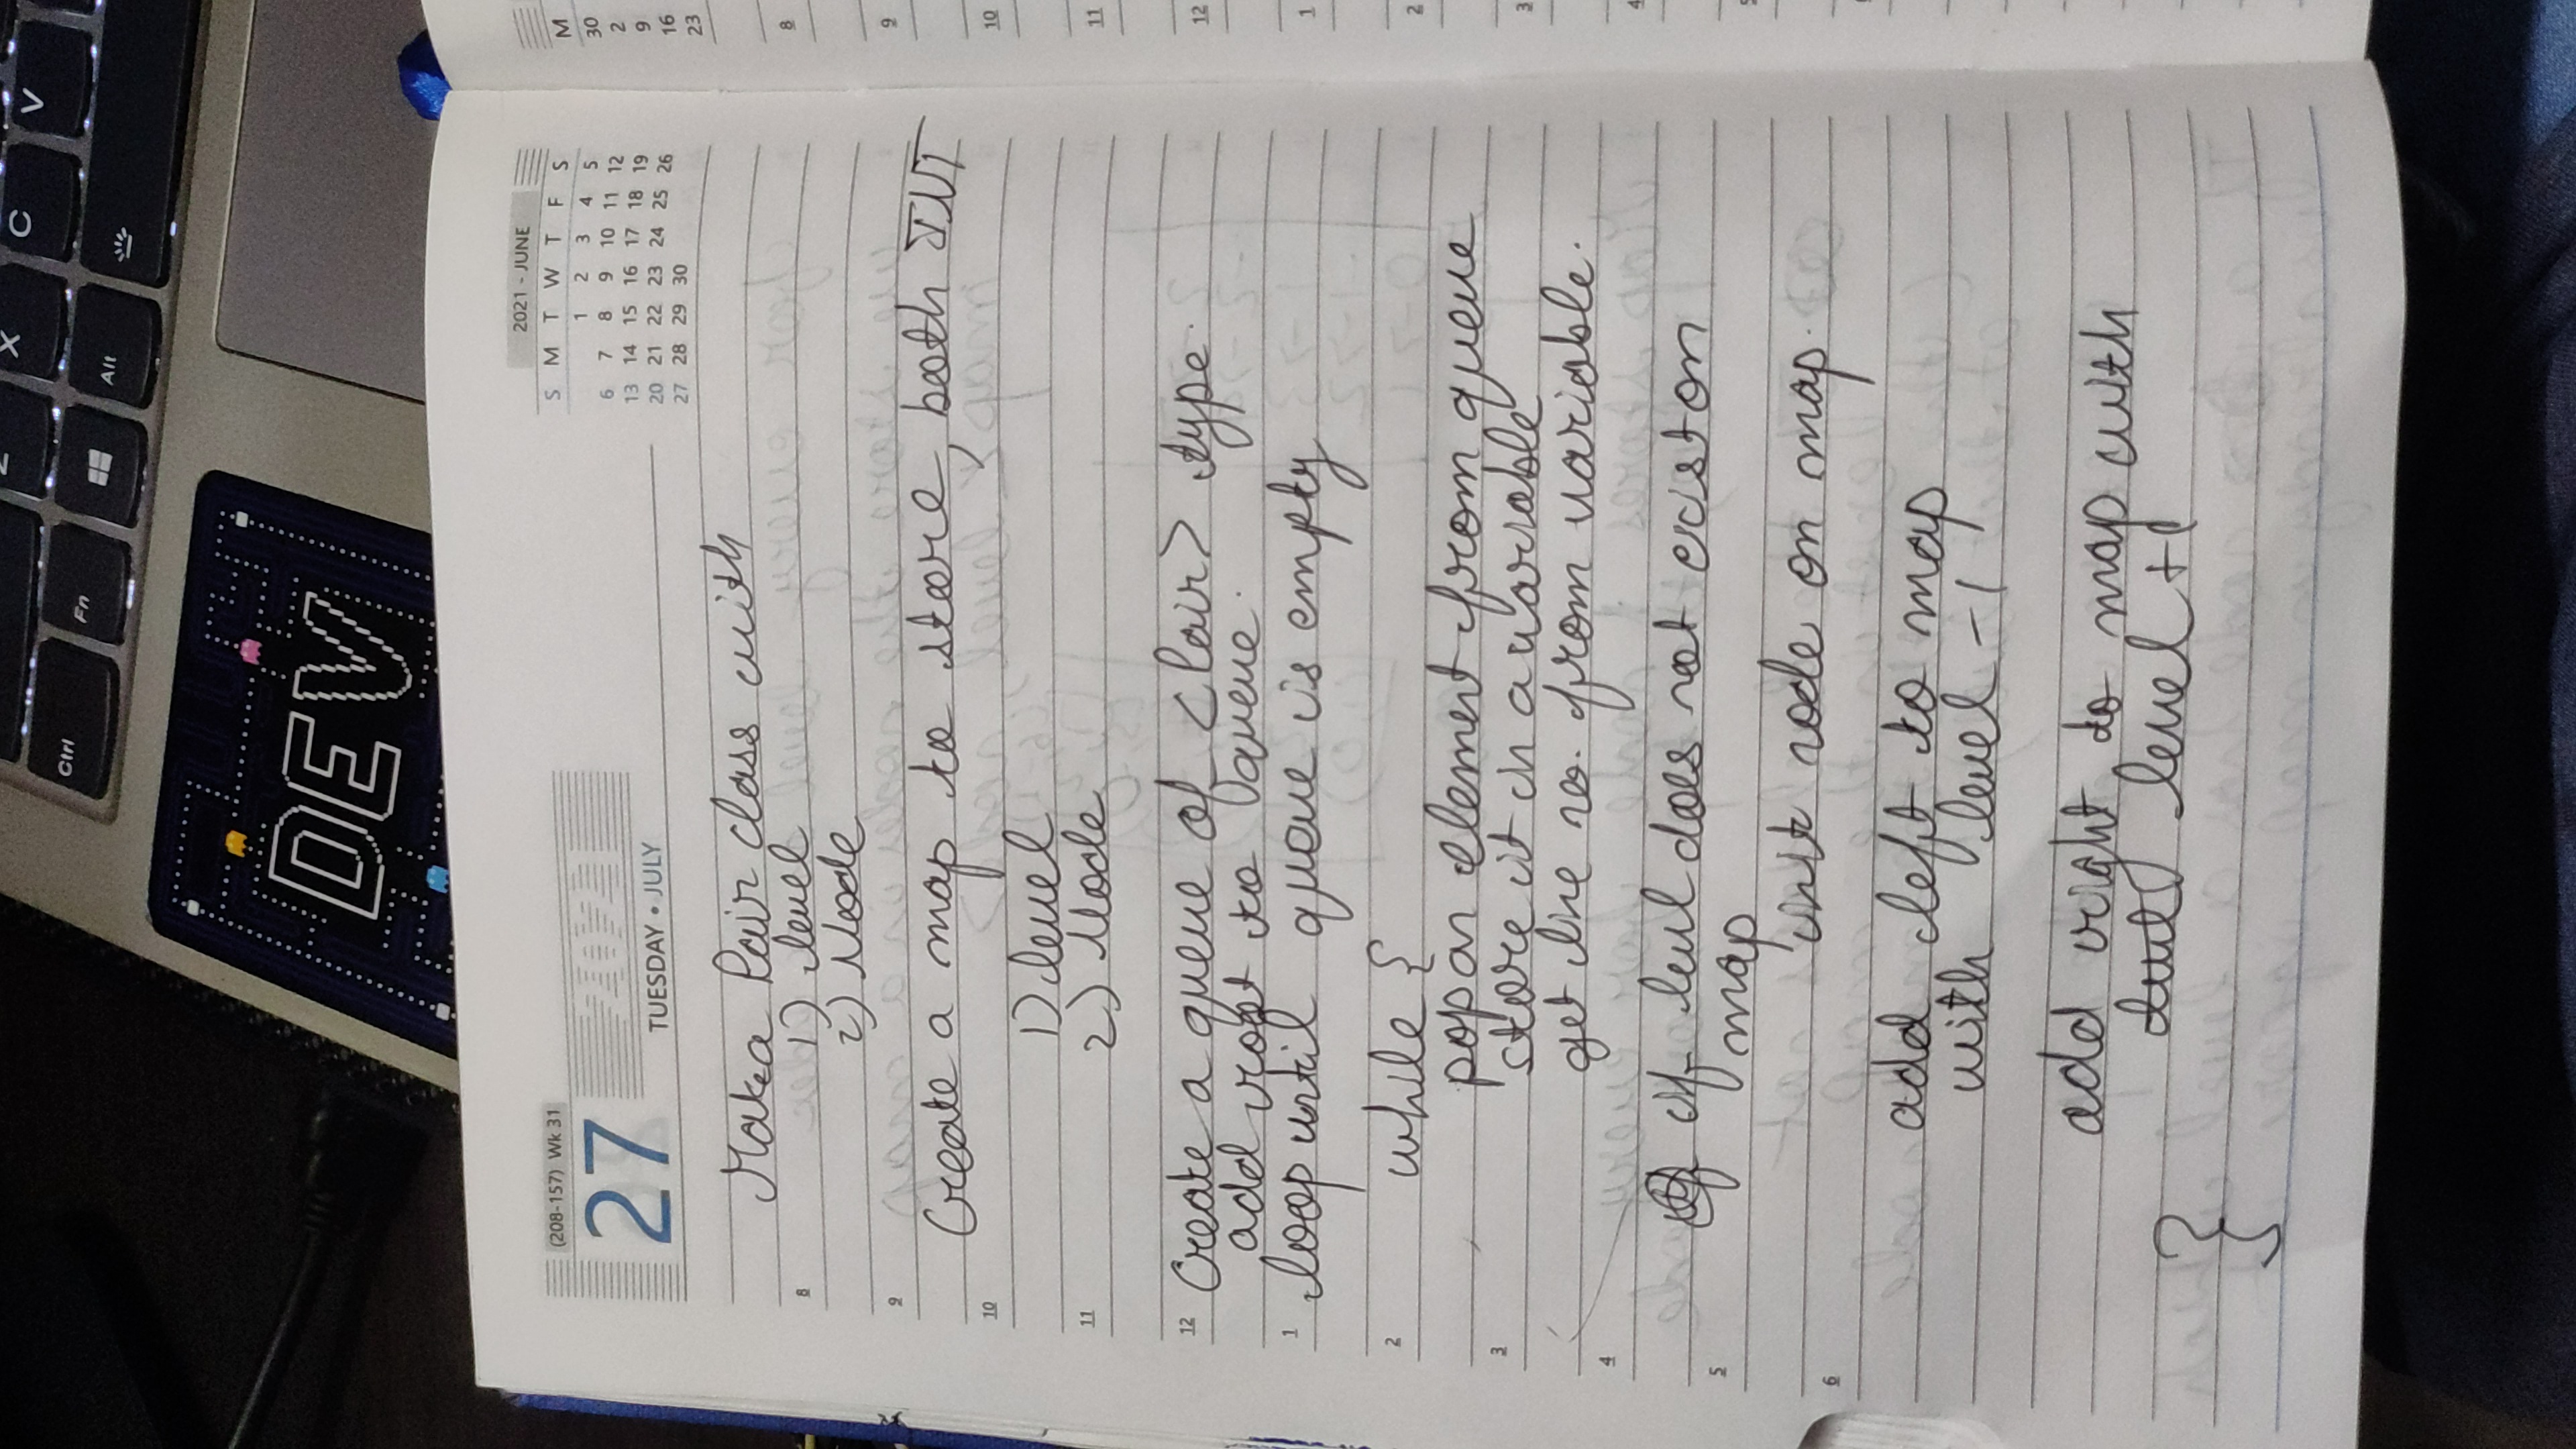 Z X C V
Ctrl Fn Alt
DEV
(208-157) Wk 31
27
2021
TUESDAY • JULY
2021 - JUNE
S M T W T F S
1 2 3 4 5
6 7 8 9 10 11 12
13 14 15 16 17 18 19
20 21 22 23 24 25 26
27 28 29 30
M
30
2
9
16
23
Make a Pair class with
8 1) level 8
2) Node
9 9
Create a map to store, both INT
10 10
1) level
11 2) Node 11
12 Create a queue of <Pair> type. 12
add root to queue.
1 loop until queue is empty 1
2 while { 2
pop an element from queue
3 store it in a variable 3
get line no. from variable.
4 4
if level does not exist on
5 map 5
init node on map.
6
add left to map
with level -1
add right to map with
level +1
}